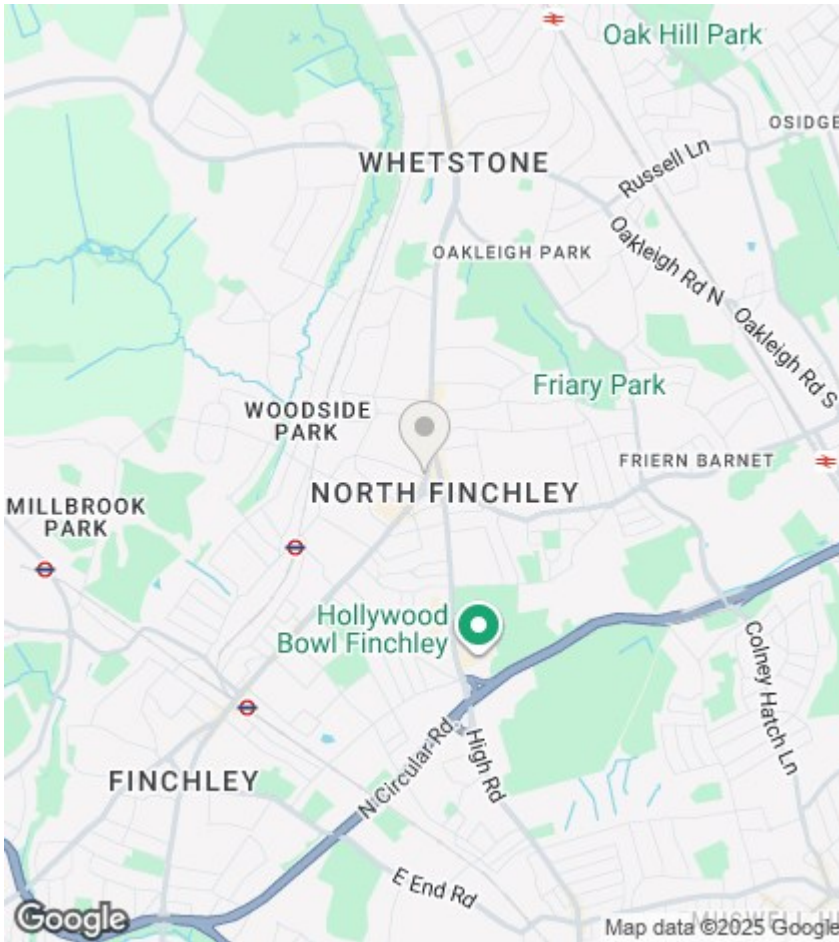 Oak Hill Park
OSIDGE
WHETSTONE
Russell Ln
OAKLEIGH PARK
Oakleigh Rd N
Oakleigh Rd S
Friary Park
WOODSIDE
PARK
FRIERN BARNET
NORTH FINCHLEY
MILLBROOK
PARK
Hollywood
Bowl Finchley
Colney Hatch Ln
High Rd
N Circular Rd
FINCHLEY
E End Rd
Google
Map data ©2025 Google